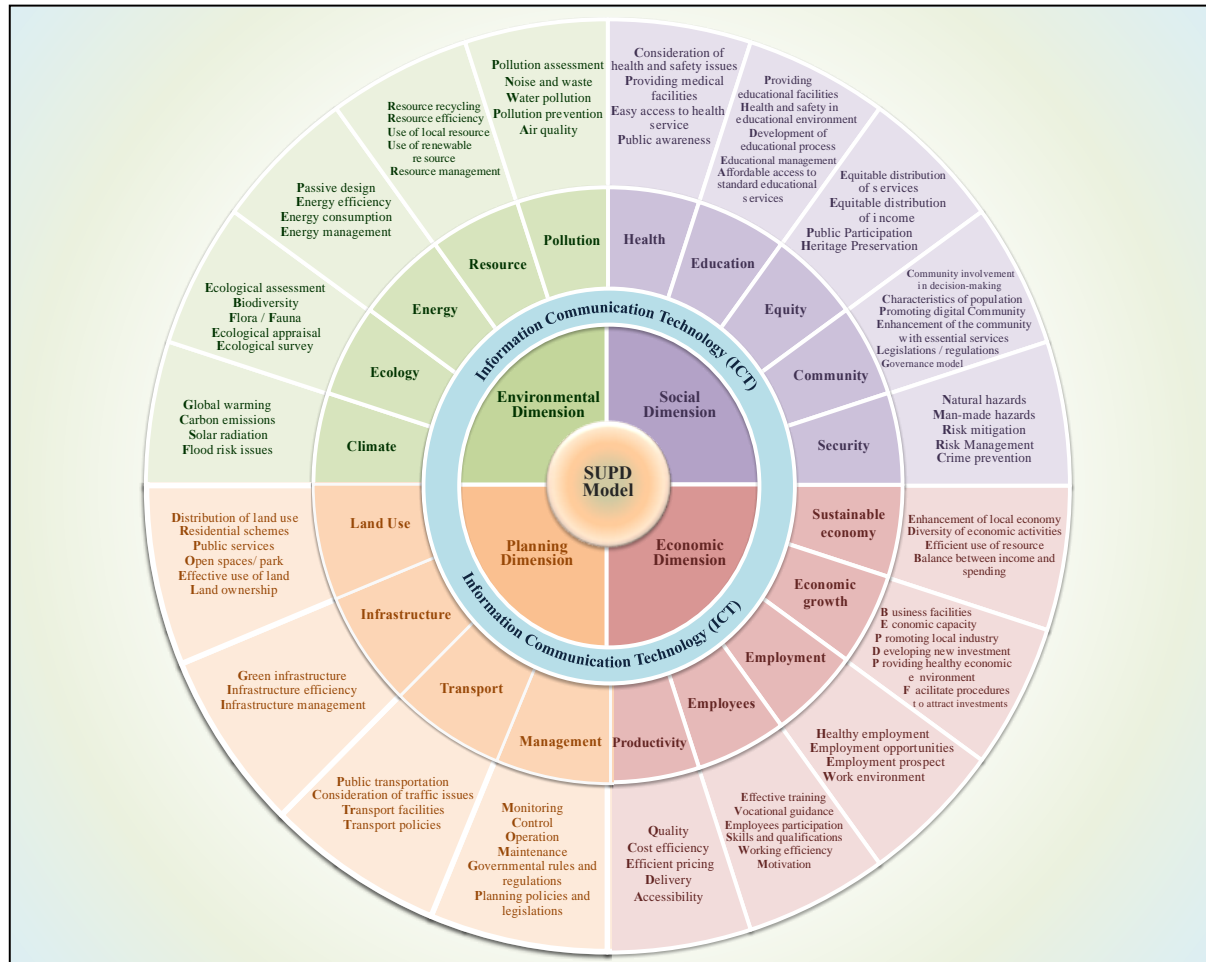 SUPD
Model
Environmental
Dimension
Social
Dimension
Planning
Dimension
Economic
Dimension
Information Communication Technology (ICT)
Information Communication Technology (ICT)
Pollution
Pollution assessment
Noise and waste
Water pollution
Pollution prevention
Air quality
Resource
Resource recycling
Resource efficiency
Use of local resource
Use of renewable
resource
Resource management
Energy
Passive design
Energy efficiency
Energy consumption
Energy management
Ecology
Ecological assessment
Biodiversity
Flora / Fauna
Ecological appraisal
Ecological survey
Climate
Global warming
Carbon emissions
Solar radiation
Flood risk issues
Health
Consideration of
health and safety issues
Providing medical
facilities
Easy access to health
service
Public awareness
Education
Providing
educational facilities
Health and safety in
educational environment
Development of
educational process
Educational management
Affordable access to
standard educational
services
Equity
Equitable distribution
of services
Equitable distribution
of income
Public Participation
Heritage Preservation
Community
Community involvement
in decision-making
Characteristics of population
Promoting digital Community
Enhancement of the community
with essential services
Legislations / regulations
Governance model
Security
Natural hazards
Man-made hazards
Risk mitigation
Risk Management
Crime prevention
Sustainable
economy
Enhancement of local economy
Diversity of economic activities
Efficient use of resource
Balance between income and
spending
Economic
growth
B usiness facilities
E conomic capacity
P romoting local industry
D eveloping new investment
P roviding healthy economic
e nvironment
F acilitate procedures
t o attract investments
Employment
Healthy employment
Employment opportunities
Employment prospect
Work environment
Employees
Effective training
Vocational guidance
Employees participation
Skills and qualifications
Working efficiency
Motivation
Productivity
Quality
Cost efficiency
Efficient pricing
Delivery
Accessibility
Management
Monitoring
Control
Operation
Maintenance
Governmental rules and
regulations
Planning policies and
legislations
Transport
Public transportation
Consideration of traffic issues
Transport facilities
Transport policies
Infrastructure
Green infrastructure
Infrastructure efficiency
Infrastructure management
Land Use
Distribution of land use
Residential schemes
Public services
Open spaces/ park
Effective use of land
Land ownership